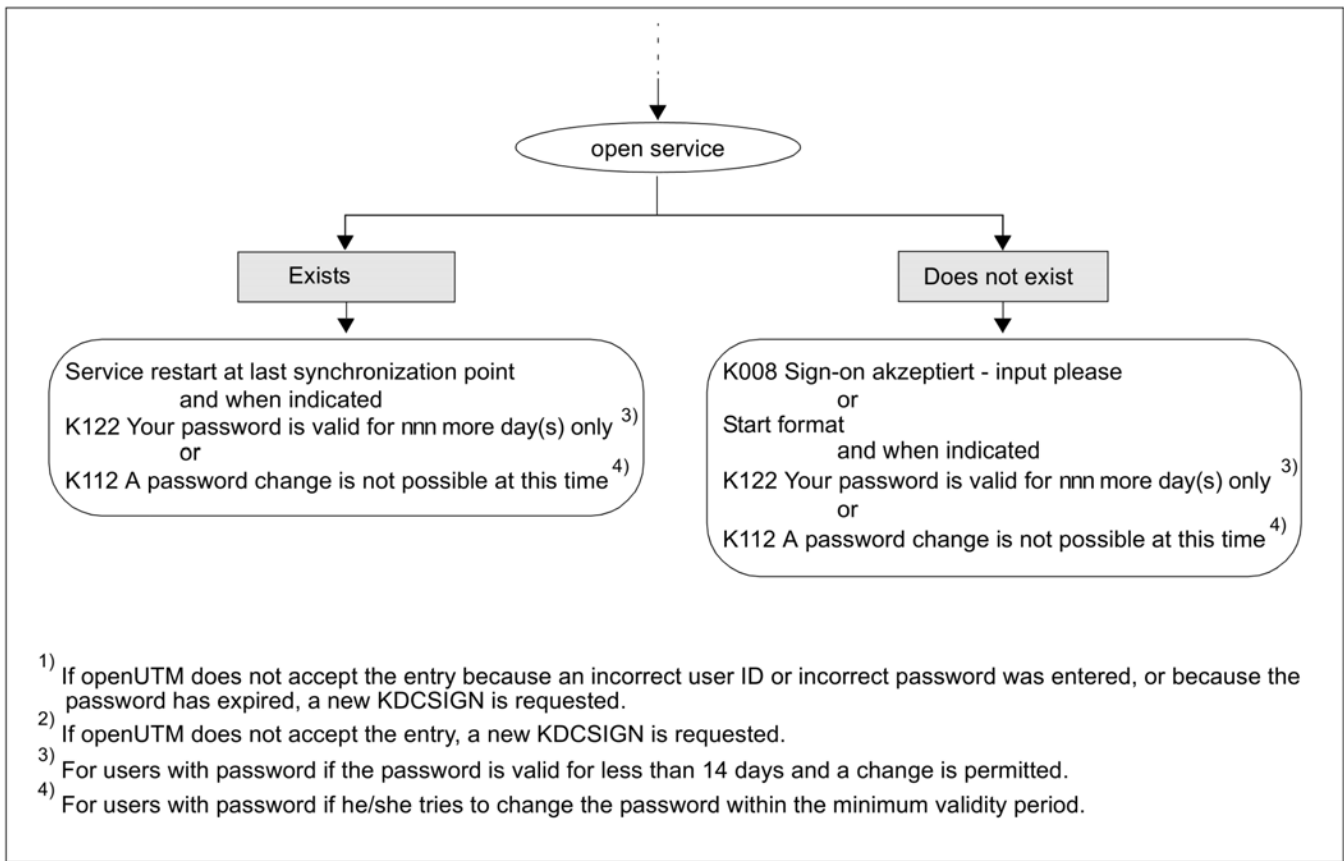 open service
Exists
Does not exist
Service restart at last synchronization point
and when indicated
K122 Your password is valid for nnn more day(s) only 3)
or
K112 A password change is not possible at this time 4)
K008 Sign-on akzeptiert - input please
or
Start format
and when indicated
K122 Your password is valid for nnn more day(s) only 3)
or
K112 A password change is not possible at this time 4)
1) If openUTM does not accept the entry because an incorrect user ID or incorrect password was entered, or because the
password has expired, a new KDCSIGN is requested.
2) If openUTM does not accept the entry, a new KDCSIGN is requested.
3) For users with password if the password is valid for less than 14 days and a change is permitted.
4) For users with password if he/she tries to change the password within the minimum validity period.